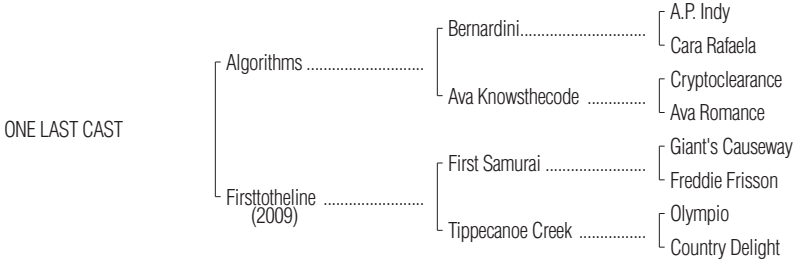 A.P. Indy
Bernardini..............................
Cara Rafaela
Algorithms ............................
Cryptoclearance
Ava Knowsthecode ..............
Ava Romance
ONE LAST CAST
Giant's Causeway
First Samurai ........................
Freddie Frisson
Firsttotheline ........................
(2009)
Olympio
Tippecanoe Creek ................
Country Delight